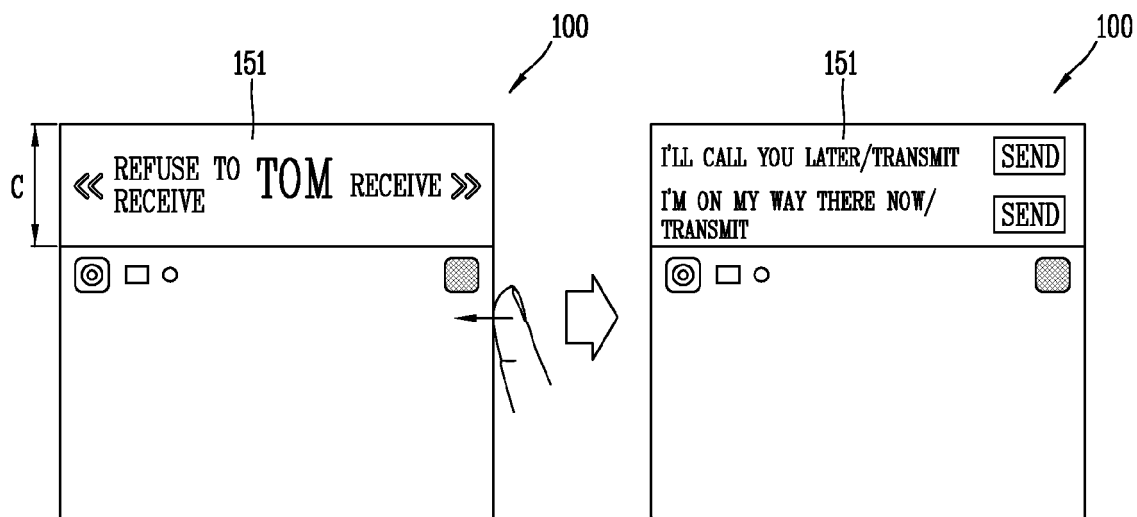 100
151
C
« REFUSE TO RECEIVE TOM RECEIVE »
100
151
I'LL CALL YOU LATER/TRANSMIT SEND
I'M ON MY WAY THERE NOW/
TRANSMIT SEND